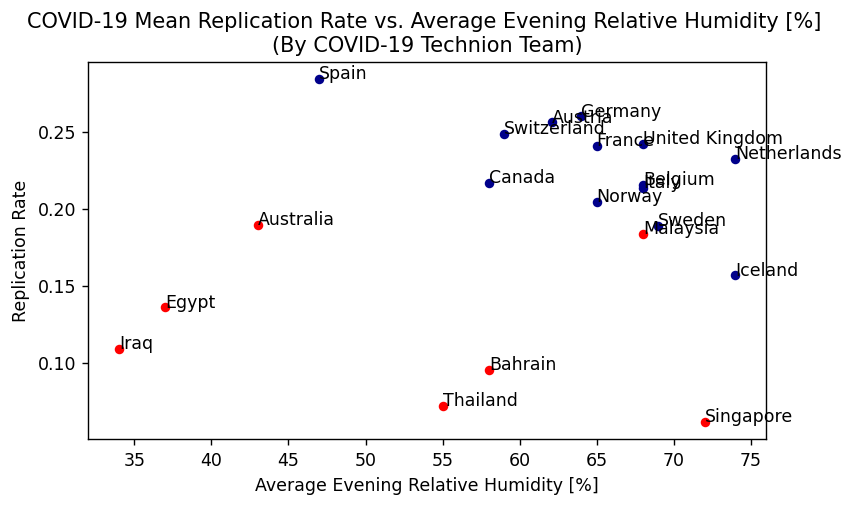 COVID-19 Mean Replication Rate vs. Average Evening Relative Humidity [%]
(By COVID-19 Technion Team)
Spain
Germany
Austria
Switzerland
United Kingdom
France
Netherlands
Canada
Belgium
Italy
Norway
Australia
Sweden
Malaysia
Iceland
Egypt
Iraq
Bahrain
Thailand
Singapore
0.25
0.20
0.15
0.10
Replication Rate
35 40 45 50 55 60 65 70 75
Average Evening Relative Humidity [%]